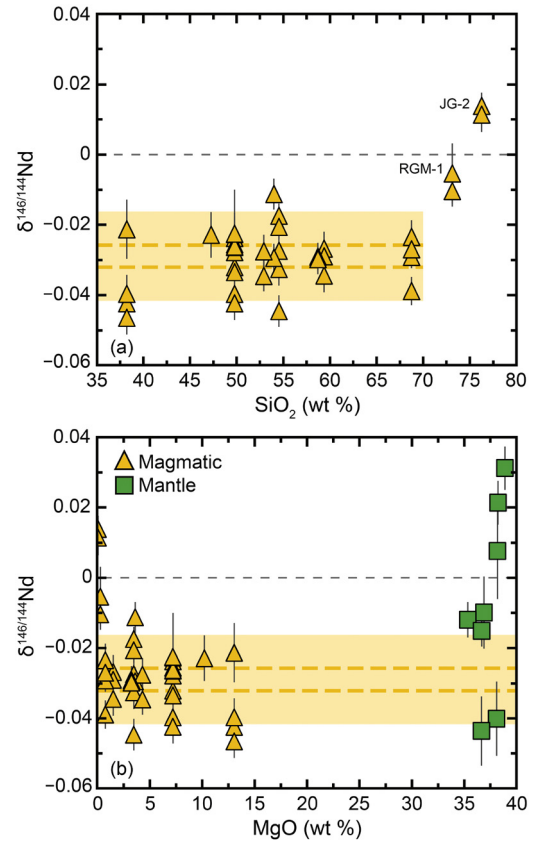 0.04
0.02
0
−0.02
−0.04
−0.06
δ146/144Nd
JG-2
RGM-1
(a)
35 40 45 50 55 60 65 70 75 80
SiO2 (wt %)
0.04
0.02
0
−0.02
−0.04
−0.06
δ146/144Nd
Magmatic
Mantle
(b)
0 5 10 15 20 25 30 35 40
MgO (wt %)